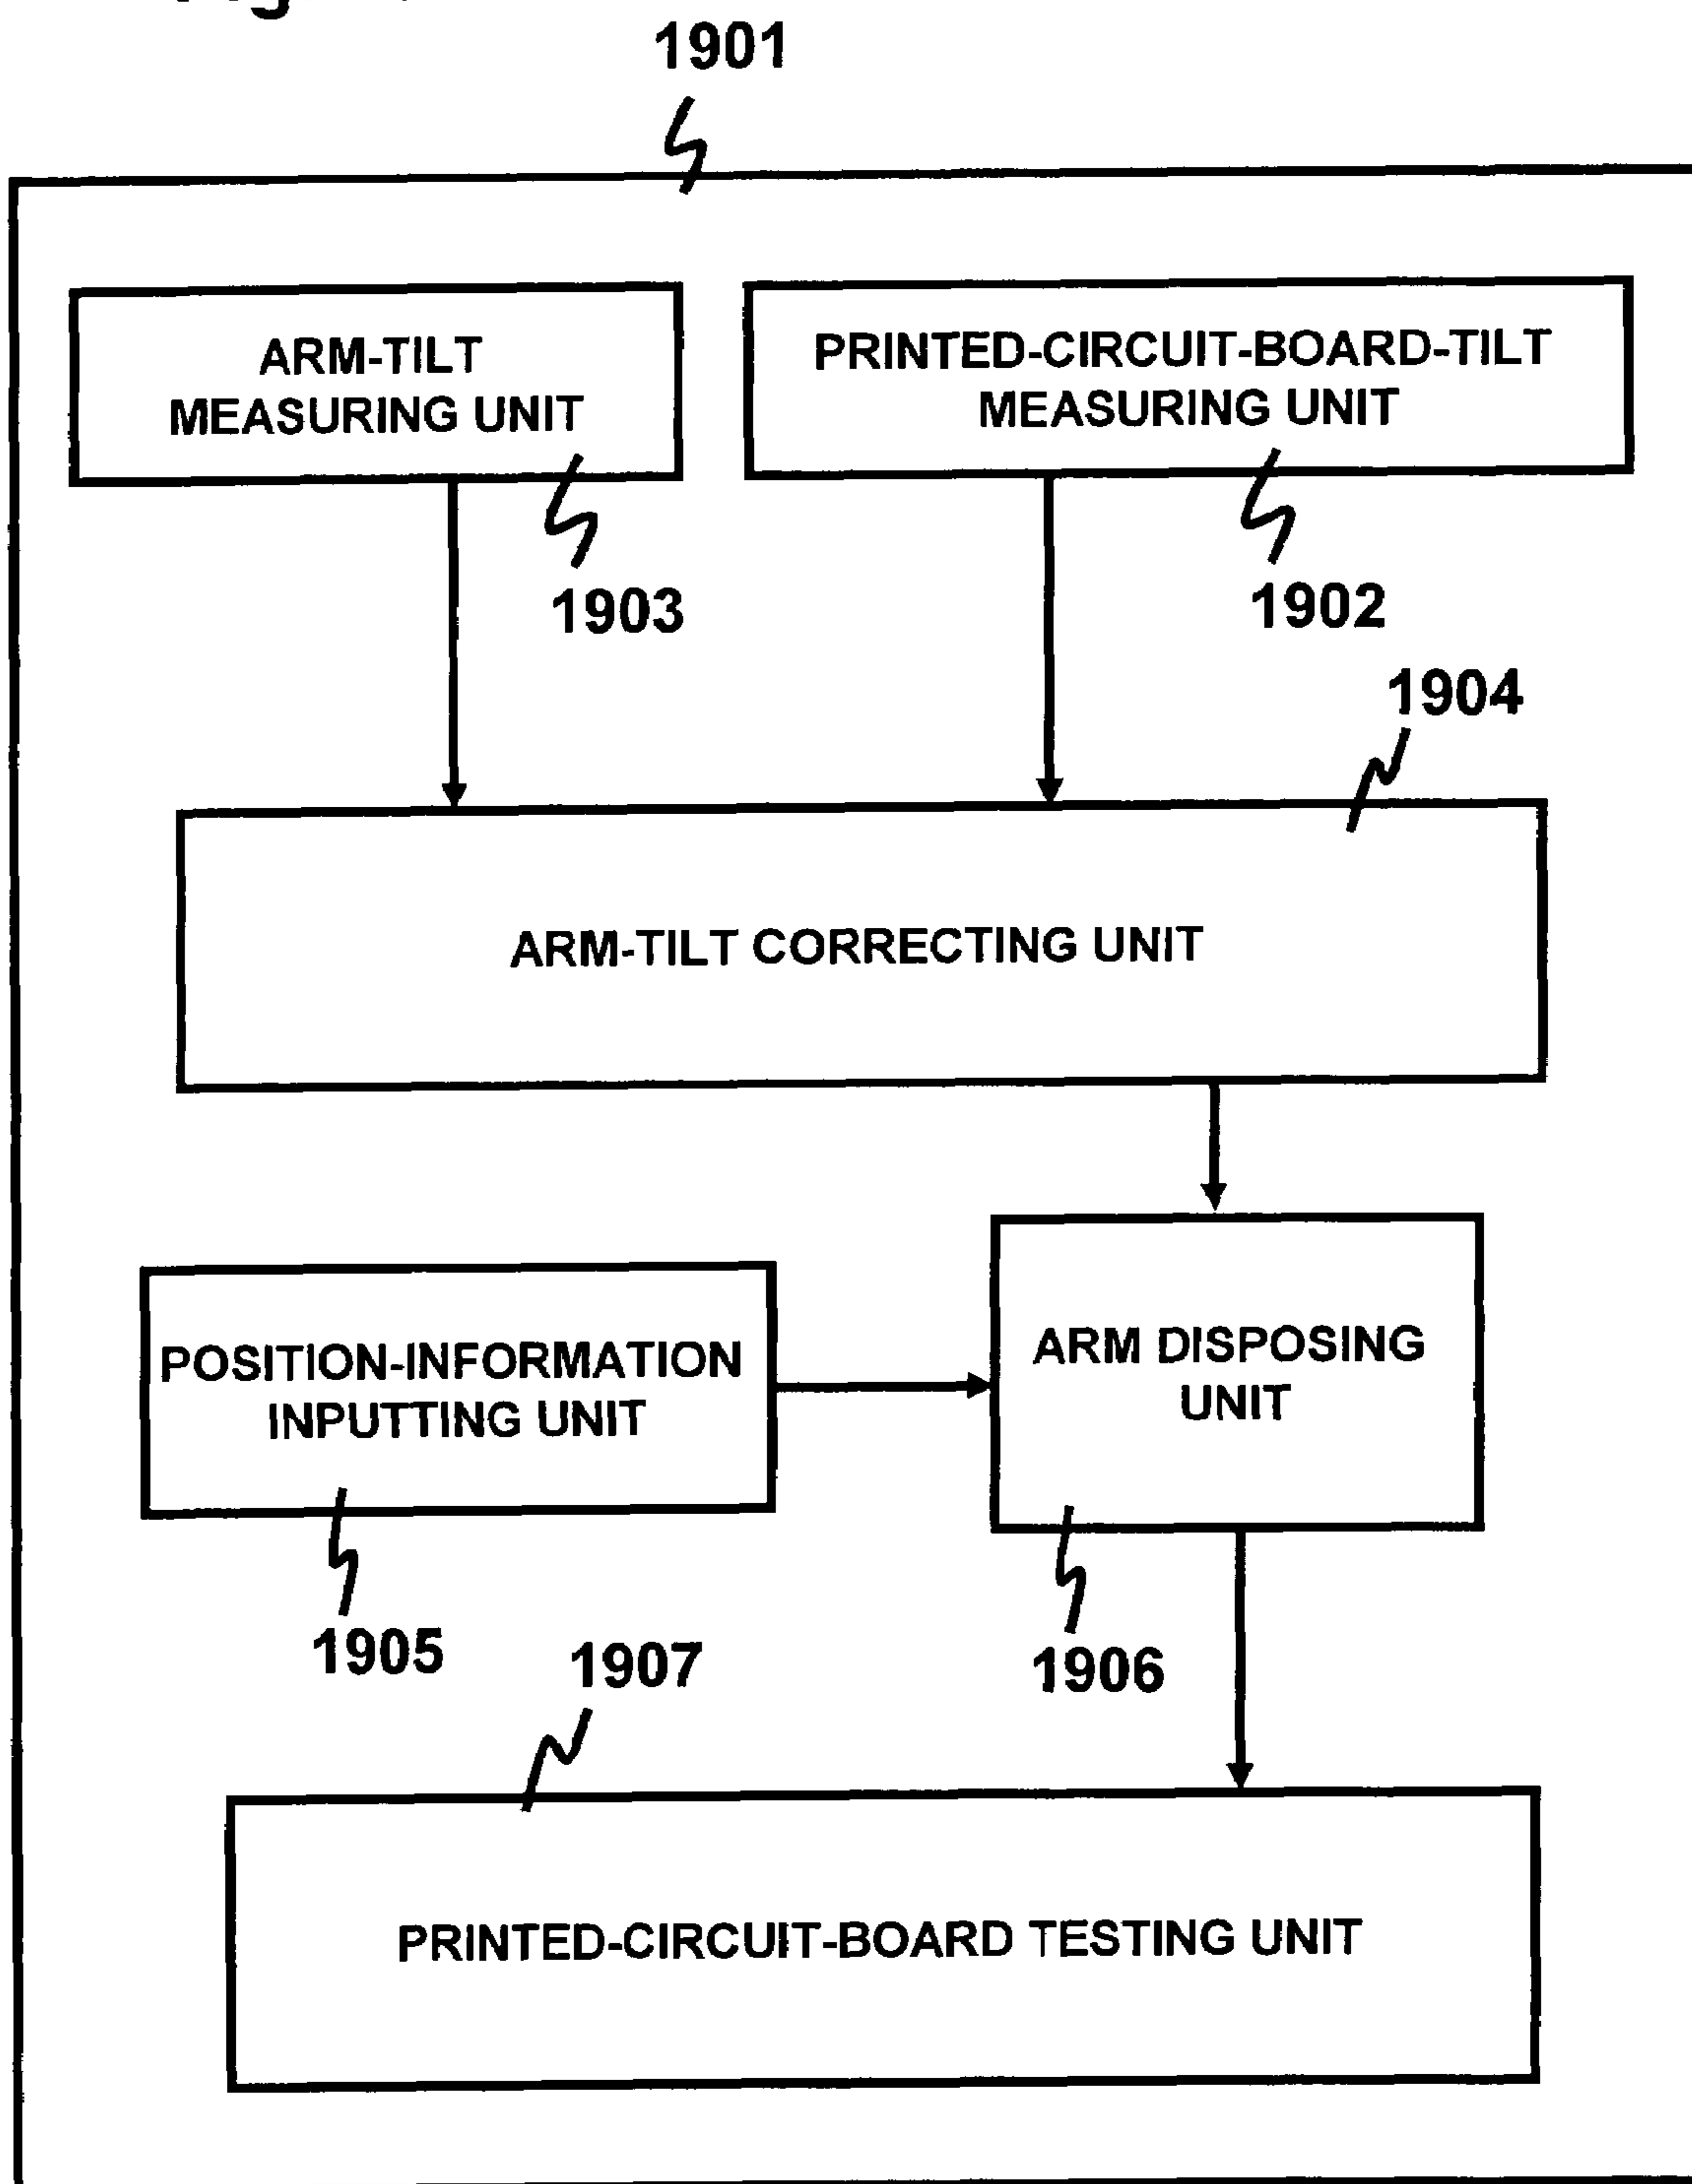 1901
ARM-TILT
MEASURING UNIT
PRINTED-CIRCUIT-BOARD-TILT
MEASURING UNIT
1903
1902
1904
ARM-TILT CORRECTING UNIT
POSITION-INFORMATION
INPUTTING UNIT
ARM DISPOSING
UNIT
1905
1907
1906
PRINTED-CIRCUIT-BOARD TESTING UNIT